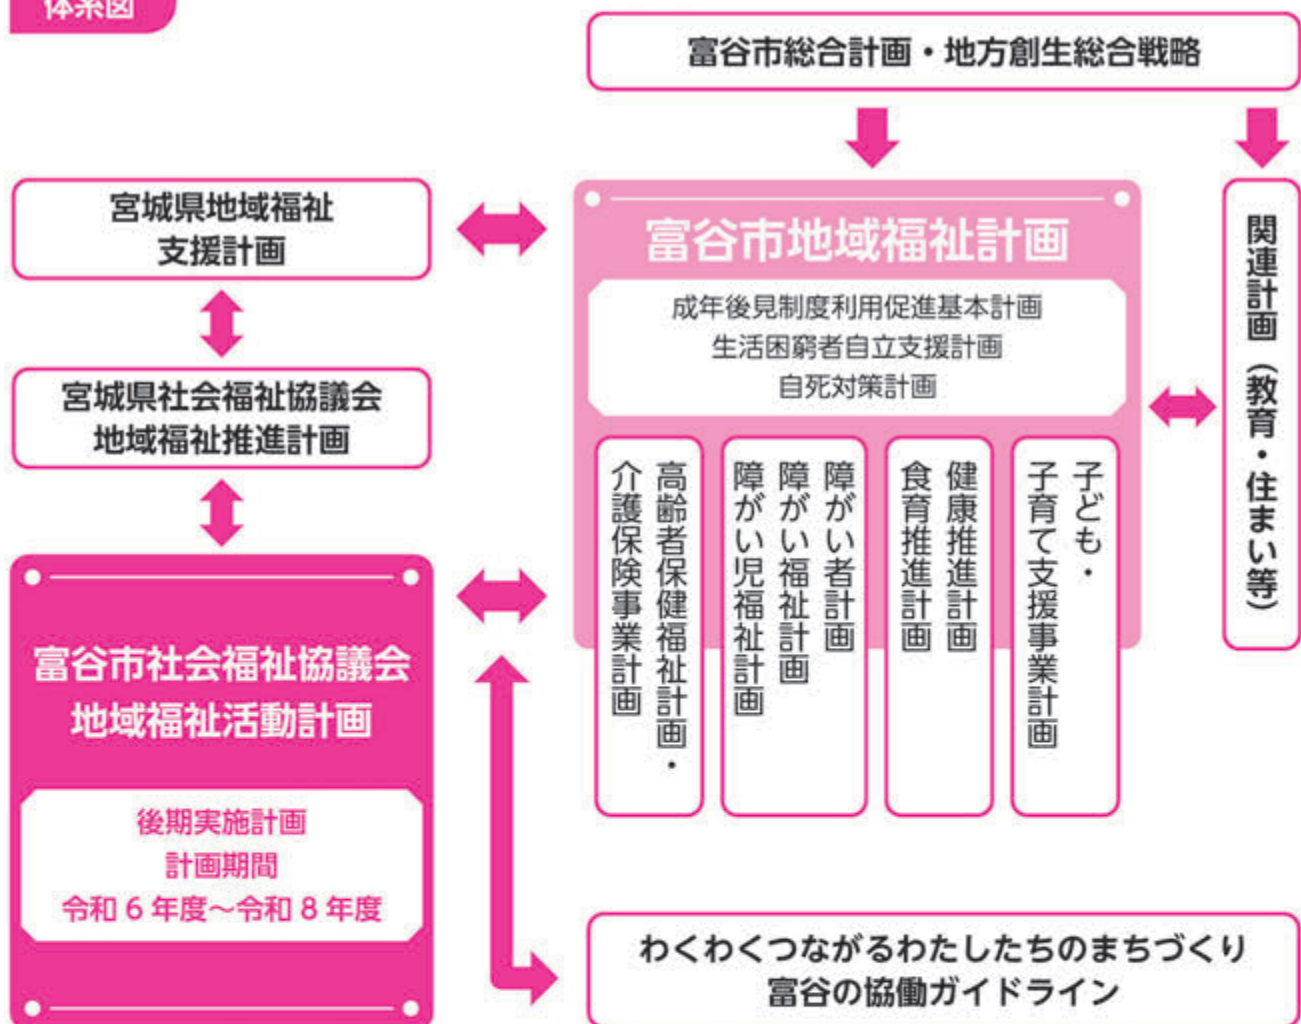 体系図
富谷市総合計画・地方創生総合戦略
宮城県地域福祉
支援計画
宮城県社会福祉協議会
地域福祉推進計画
富谷市社会福祉協議会
地域福祉活動計画
後期実施計画
計画期間
令和6年度～令和8年度
富谷市地域福祉計画
成年後見制度利用促進基本計画
生活困窮者自立支援計画
自死対策計画
高齢者保健福祉計画・
介護保険事業計画
障がい者計画
障がい福祉計画
障がい児福祉計画
健康推進計画
食育推進計画
子ども・
子育て支援事業計画
関連計画（教育・住まい等）
わくわくつながるわたしたちのまちづくり
富谷の協働ガイドライン